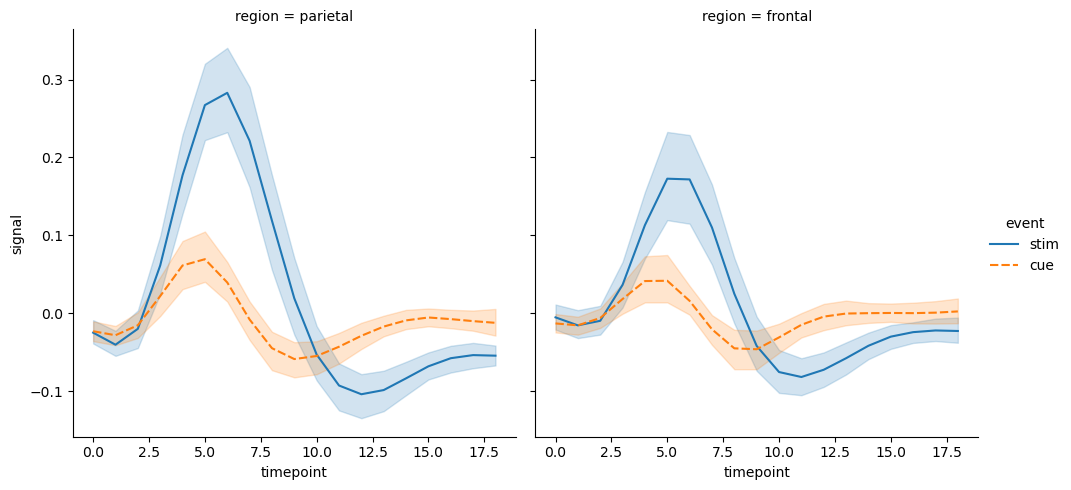 region = parietal
region = frontal
signal
0.3
0.2
0.1
0.0
−0.1
0.0 2.5 5.0 7.5 10.0 12.5 15.0 17.5
timepoint
0.0 2.5 5.0 7.5 10.0 12.5 15.0 17.5
timepoint
event
stim
cue